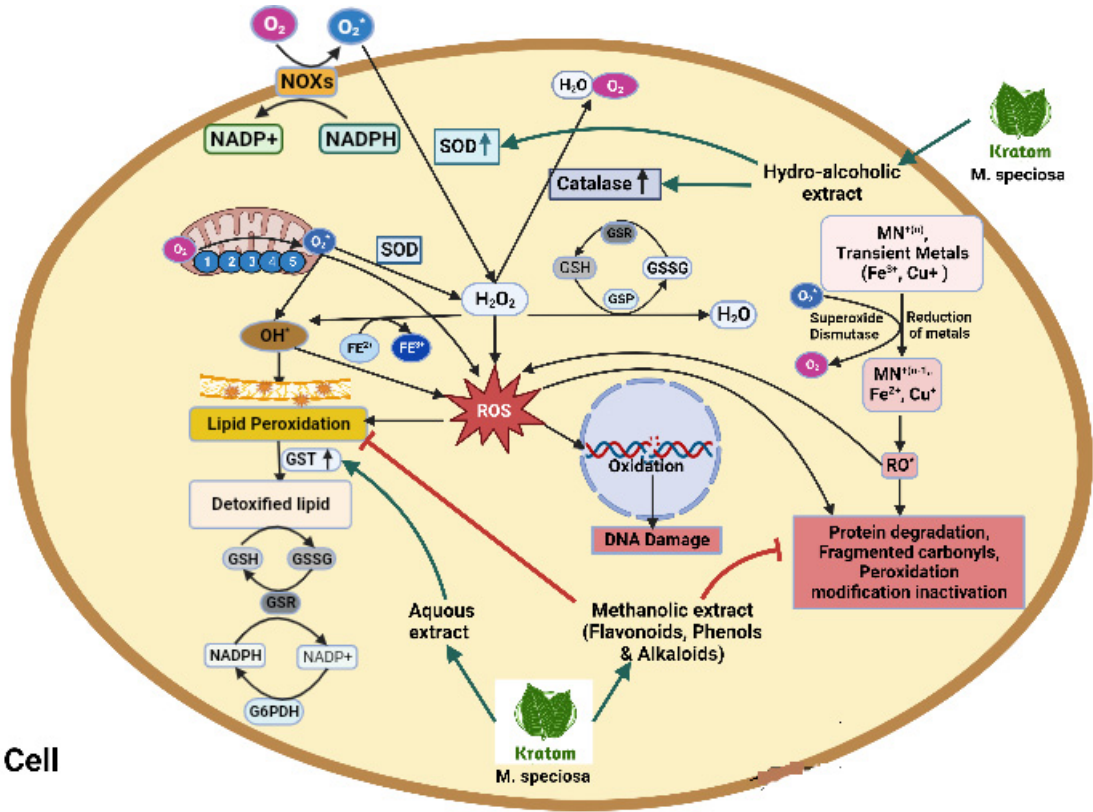 O₂
O₂*
NOXs
NADP+
NADPH
H₂O
O₂
SOD↑
Catalase ↑
Hydro-alcoholic
extract
Kratom
M. speciosa
O₂
O₂*
1 2 3 4 5
SOD
GSR
GSH
GSSG
GSP
H₂O₂
H₂O
MN⁺⁽ⁿ⁾,
Transient Metals
(Fe³⁺, Cu+)
O₂*
Superoxide
Dismutase
Reduction
of metals
O₂
MN⁺⁽ⁿ⁻¹,
Fe²⁺, Cu⁺
OH*
FE²⁺
FE³⁺
ROS
Lipid Peroxidation
GST ↑
Detoxified lipid
GSH
GSSG
GSR
NADPH
NADP+
G6PDH
Oxidation
DNA Damage
RO*
Protein degradation,
Fragmented carbonyls,
Peroxidation
modification inactivation
Aquous
extract
Methanolic extract
(Flavonoids, Phenols
& Alkaloids)
Kratom
M. speciosa
Cell